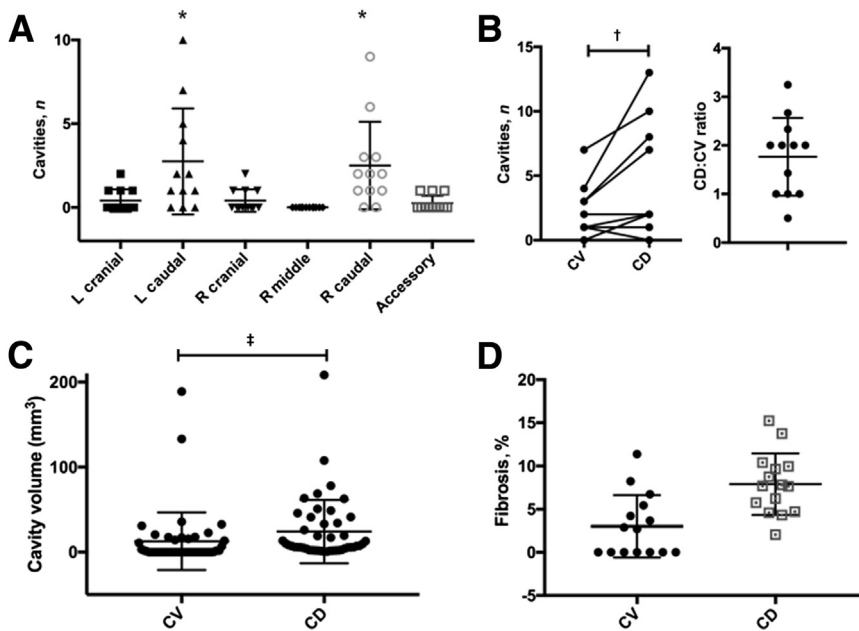 A
*
*
Cavities, n
10
5
0
L cranial
L caudal
R cranial
R middle
R caudal
Accessory
B
†
Cavities, n
15
10
5
0
CV
CD
CD:CV ratio
4
3
2
1
0
C
‡
Cavity volume (mm³)
200
100
0
CV
CD
D
Fibrosis, %
20
15
10
5
0
-5
CV
CD